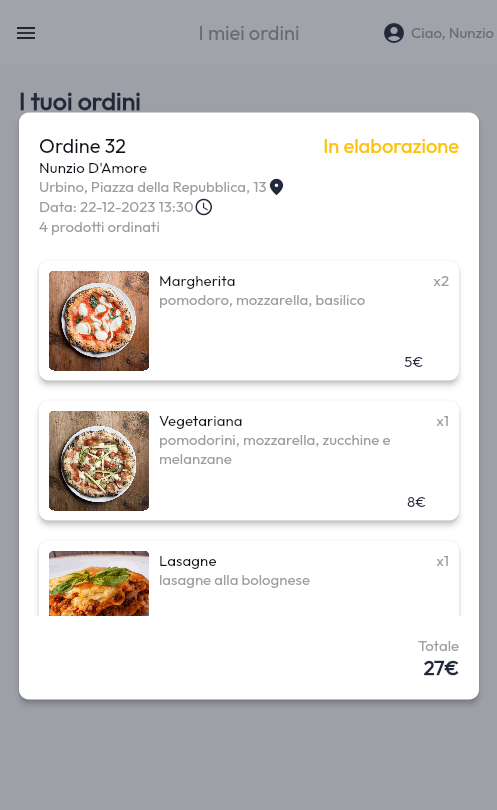 I miei ordini
Ciao, Nunzio
I tuoi ordini
Ordine 32
In elaborazione
Nunzio D'Amore
Urbino, Piazza della Repubblica, 13
Data: 22-12-2023 13:30
4 prodotti ordinati
Margherita
x2
pomodoro, mozzarella, basilico
5€
Vegetariana
x1
pomodorini, mozzarella, zucchine e
melanzane
8€
Lasagne
x1
lasagne alla bolognese
Totale
27€